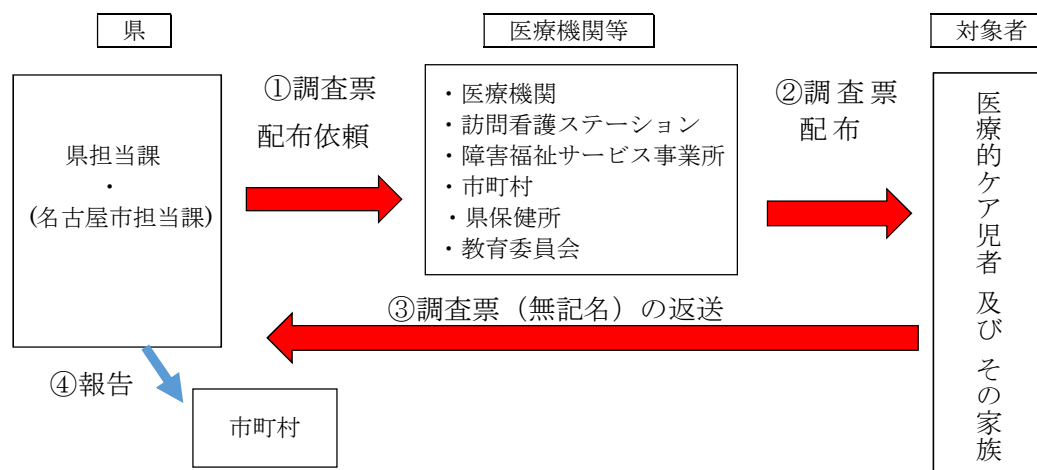 県
医療機関等
対象者
県担当課
・
(名古屋市担当課)
①調査票
配布依頼
・医療機関
・訪問看護ステーション
・障害福祉サービス事業所
・市町村
・県保健所
・教育委員会
②調査票
配布
医療的ケア児者 及び その家族
③調査票（無記名）の返送
④報告
市町村